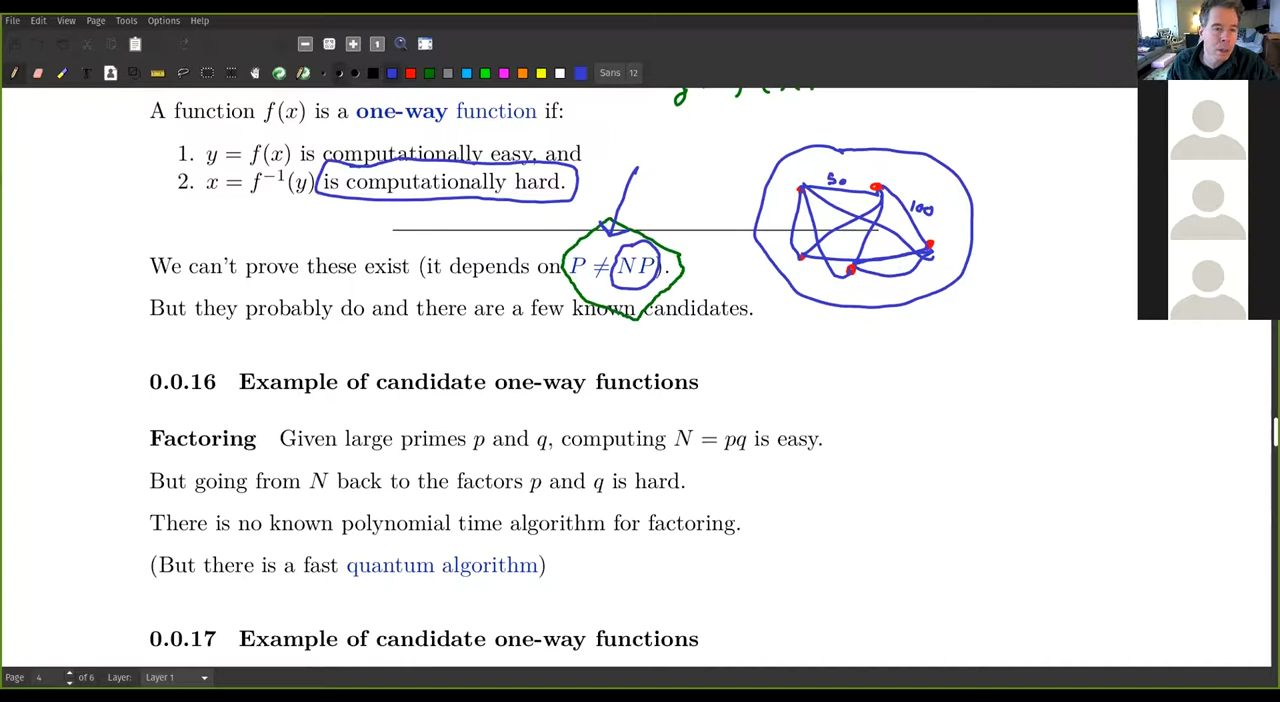 File Edit View Page Tools Options Help
Sans 12
A function f(x) is a one-way function if:
1. y = f(x) is computationally easy, and
2. x = f⁻¹(y) is computationally hard.
50
100
We can't prove these exist (it depends on P ≠ NP).
But they probably do and there are a few known candidates.
0.0.16 Example of candidate one-way functions
Factoring Given large primes p and q, computing N = pq is easy.
But going from N back to the factors p and q is hard.
There is no known polynomial time algorithm for factoring.
(But there is a fast quantum algorithm)
0.0.17 Example of candidate one-way functions
Page 4 of 6 Layer: Layer 1